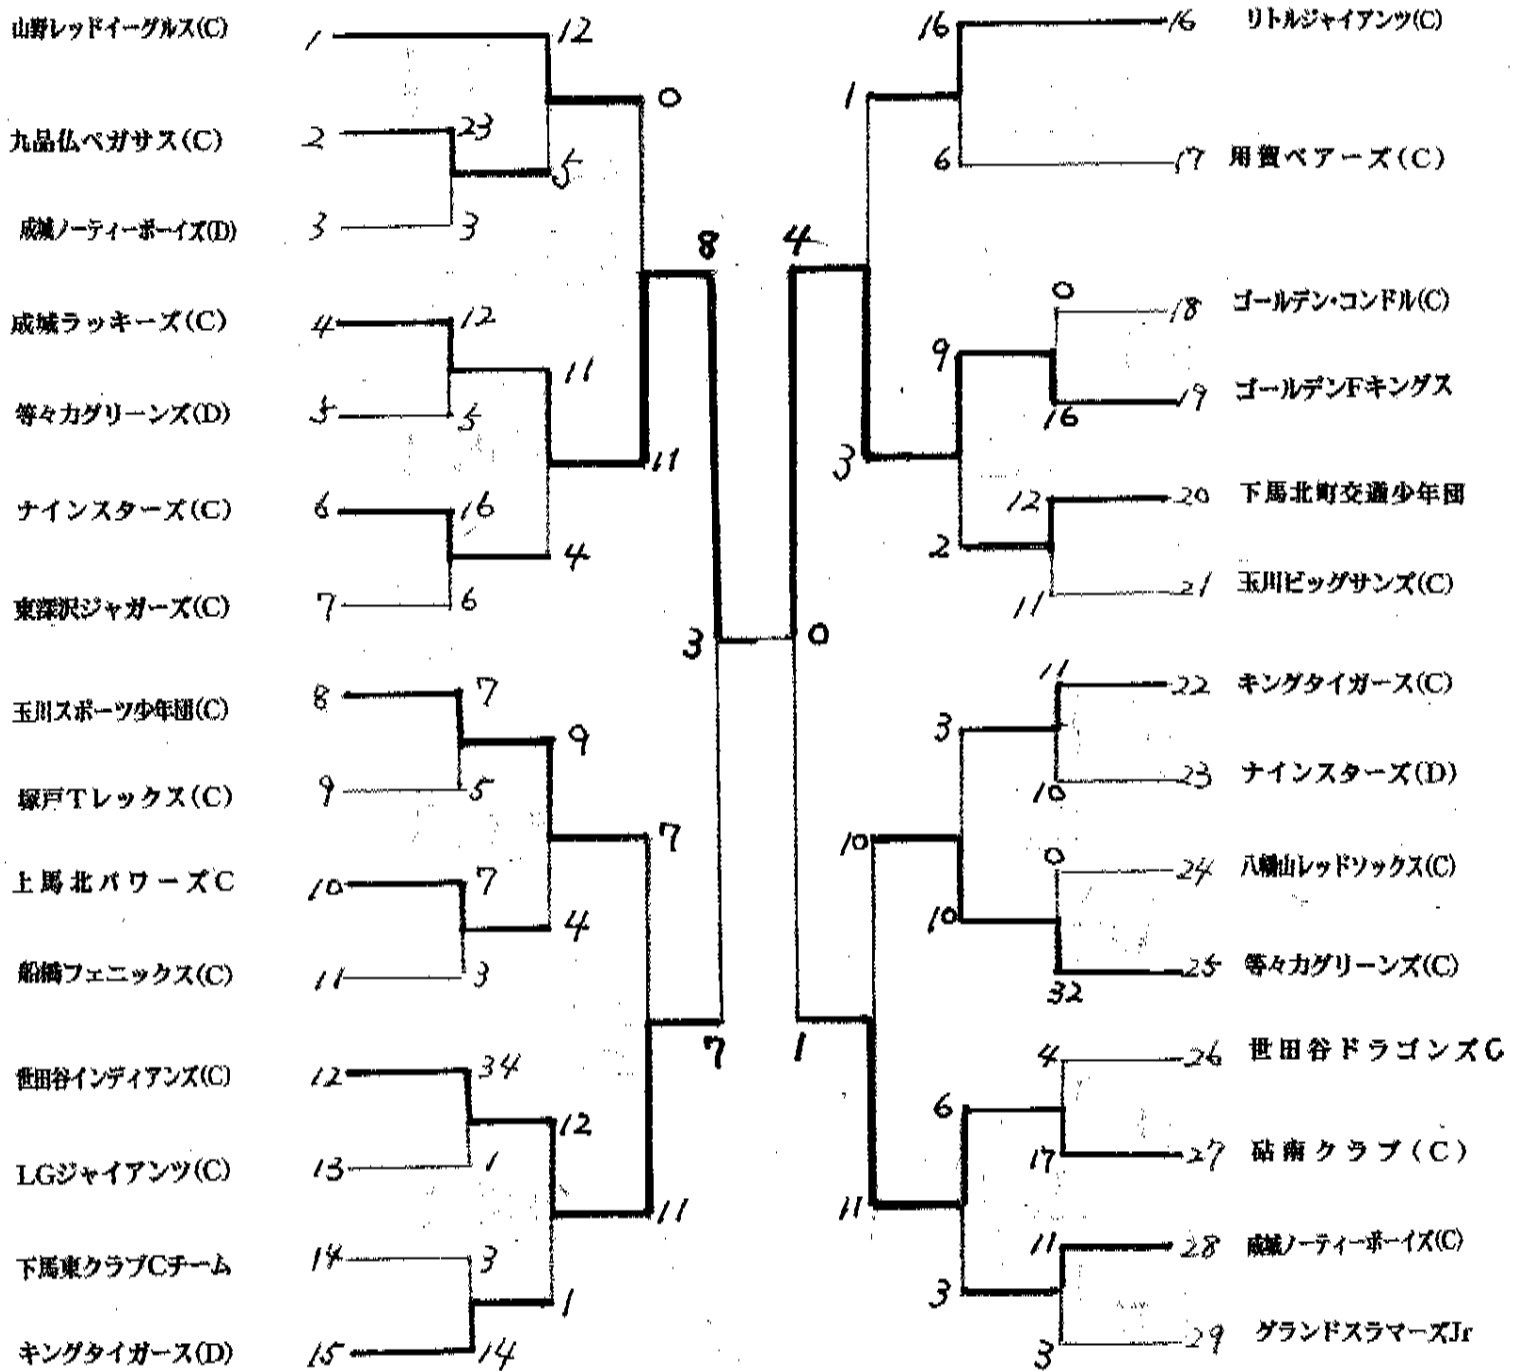 山野レッドイーグルス(C) 1 12
0
九品仏ペガサス(C) 2 23
5
成城ノーティーボーイズ(D) 3 3
8
成城ラッキーズ(C) 4 12
11
等々力グリーンズ(D) 5 5
11
ナインスターズ(C) 6 16
4
東深沢ジャガーズ(C) 7 6
3
玉川スポーツ少年団(C) 8 7
9
塚戸Tレックス(C) 9 5
7
上馬北パワーズC 10 7
4
船橋フェニックス(C) 11 3
7
世田谷インディアンズ(C) 12 34
12
LGジャイアンツ(C) 13 1
11
下馬東クラブCチーム 14 3
1
キングタイガース(D) 15 14
16 16 リトルジャイアンツ(C)
1
6 17 用賀ベアーズ(C)
4
0 18 ゴールデン・コンドル(C)
9
16 19 ゴールデンFキングス
3
12 20 下馬北町交通少年団
2
11 21 玉川ビッグサンズ(C)
0
11 22 キングタイガース(C)
3
10 23 ナインスターズ(D)
10
0 24 八幡山レッドソックス(C)
10
32 25 等々力グリーンズ(C)
1
4 26 世田谷ドラゴンズC
6
17 27 砧南クラブ(C)
11
11 28 成城ノーティーボーイズ(C)
3
3 29 グランドスラマーズJr